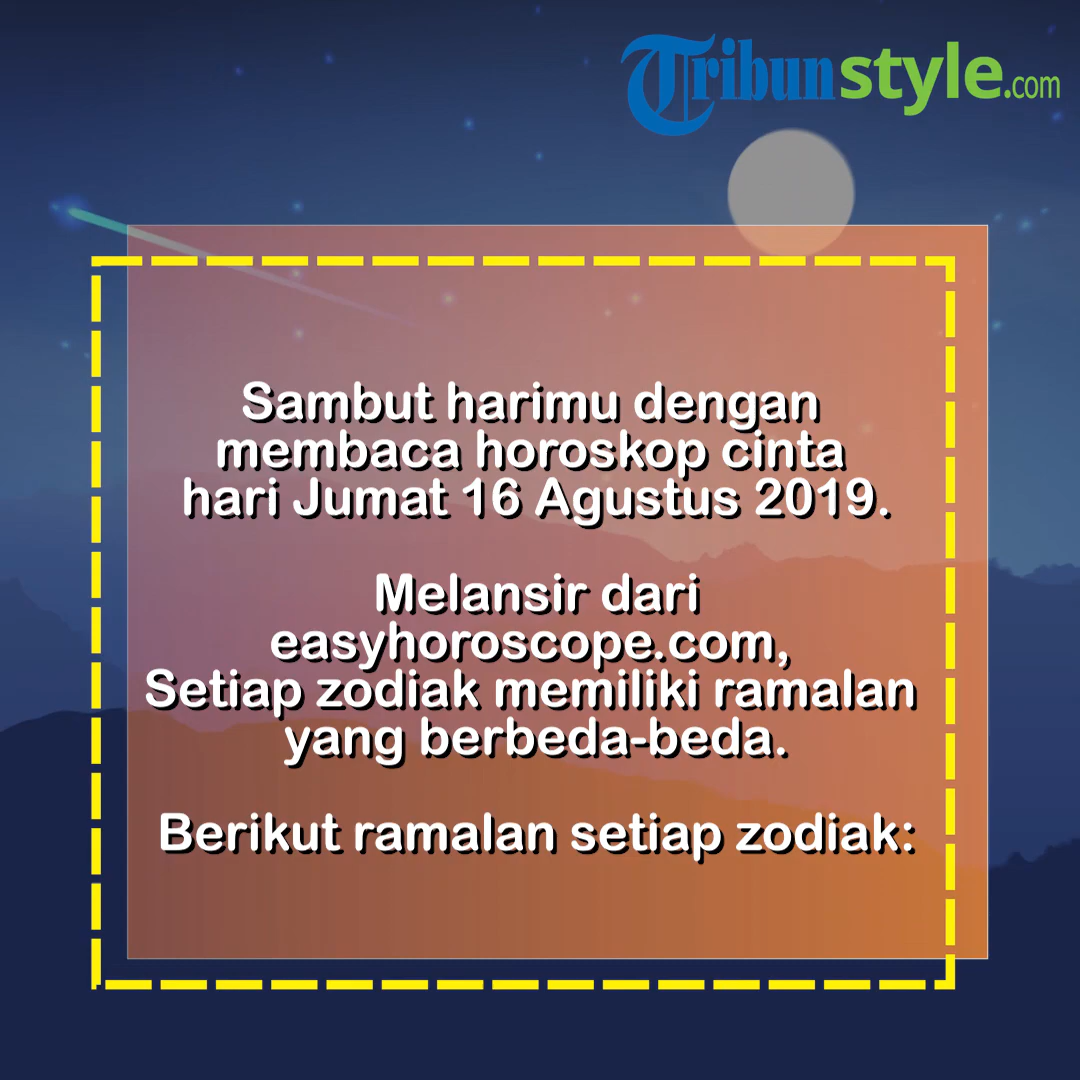 Tribunstyle.com
Sambut harimu dengan
membaca horoskop cinta
hari Jumat 16 Agustus 2019.
Melansir dari
easyhoroscope.com,
Setiap zodiak memiliki ramalan
yang berbeda-beda.
Berikut ramalan setiap zodiak: